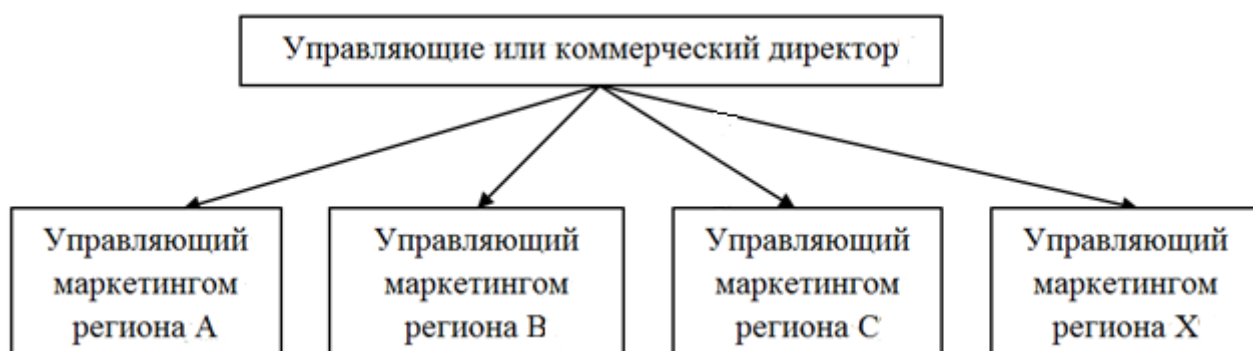 Управляющие или коммерческий директор
Управляющий
маркетингом
региона А
Управляющий
маркетингом
региона В
Управляющий
маркетингом
региона С
Управляющий
маркетингом
региона Х